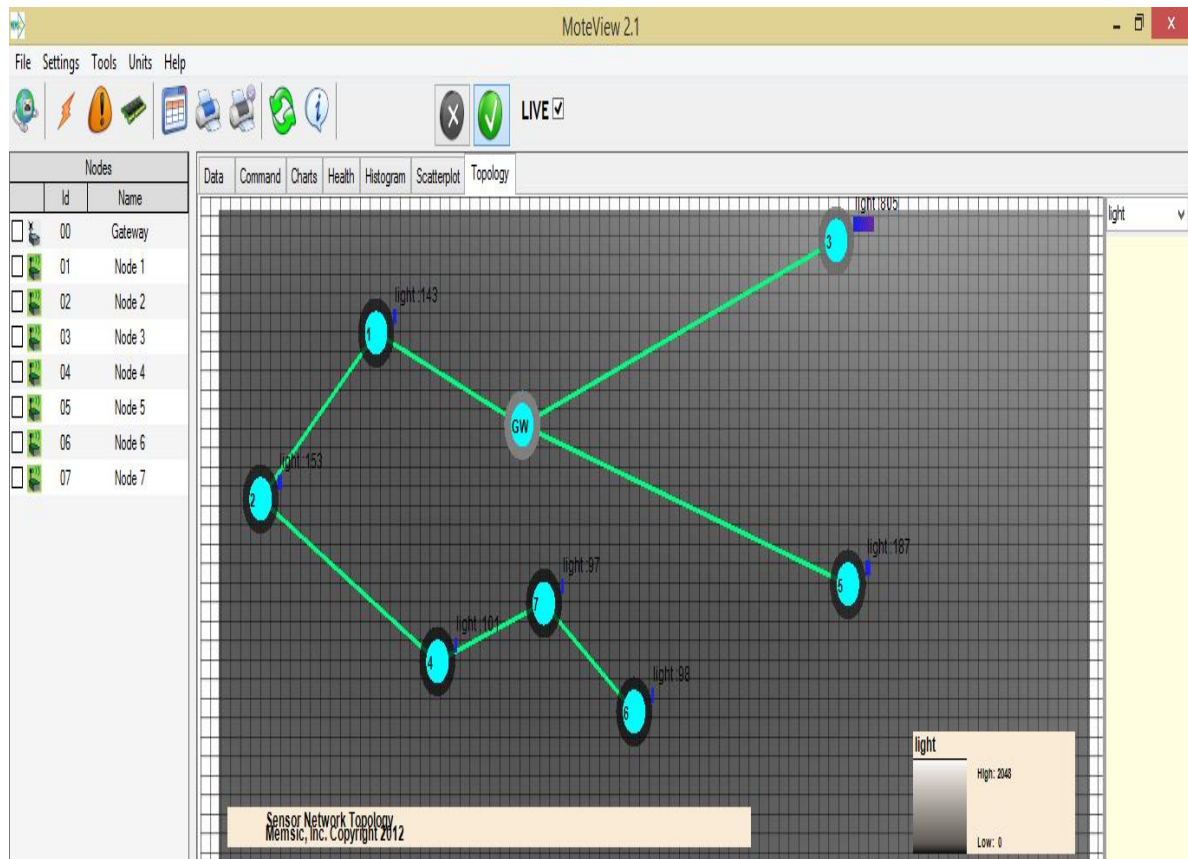 MoteView 2.1
File Settings Tools Units Help
LIVE
Nodes
Id Name
00 Gateway
01 Node 1
02 Node 2
03 Node 3
04 Node 4
05 Node 5
06 Node 6
07 Node 7
Data Command Charts Health Histogram Scatterplot Topology
light
light :805
3
light :143
1
GW
light :153
2
light :187
5
light :97
7
light :101
4
light :98
6
light
High: 2048
Low: 0
Sensor Network Topology
Memsic, Inc. Copyright 2012